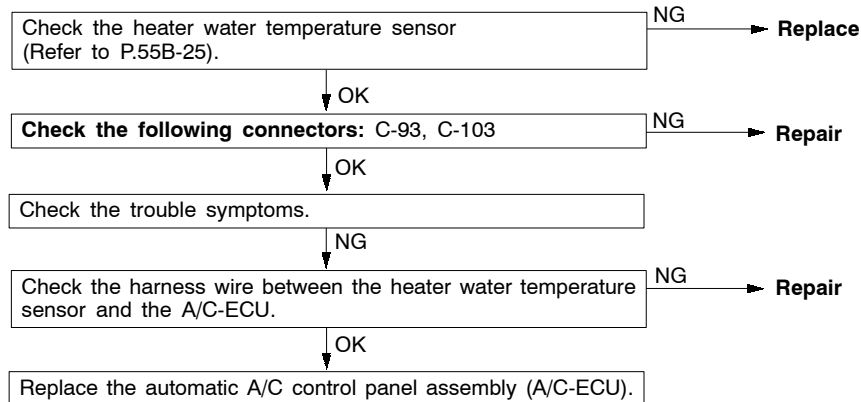 Check the heater water temperature sensor
(Refer to P.55B-25).
NG
Replace
OK
Check the following connectors: C-93, C-103
NG
Repair
OK
Check the trouble symptoms.
NG
Check the harness wire between the heater water temperature
sensor and the A/C-ECU.
NG
Repair
OK
Replace the automatic A/C control panel assembly (A/C-ECU).